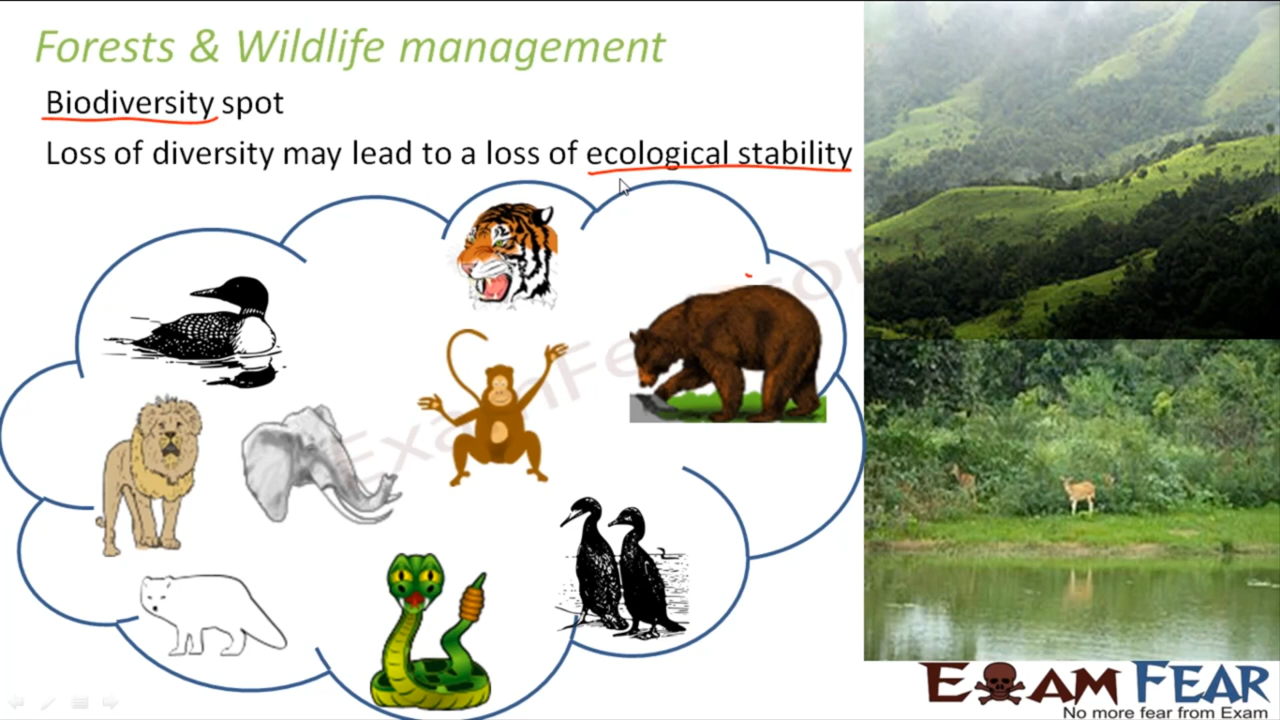 Forests & Wildlife management
Biodiversity spot
Loss of diversity may lead to a loss of ecological stability
ExamFear.com
EXAM FEAR
No more fear from Exam